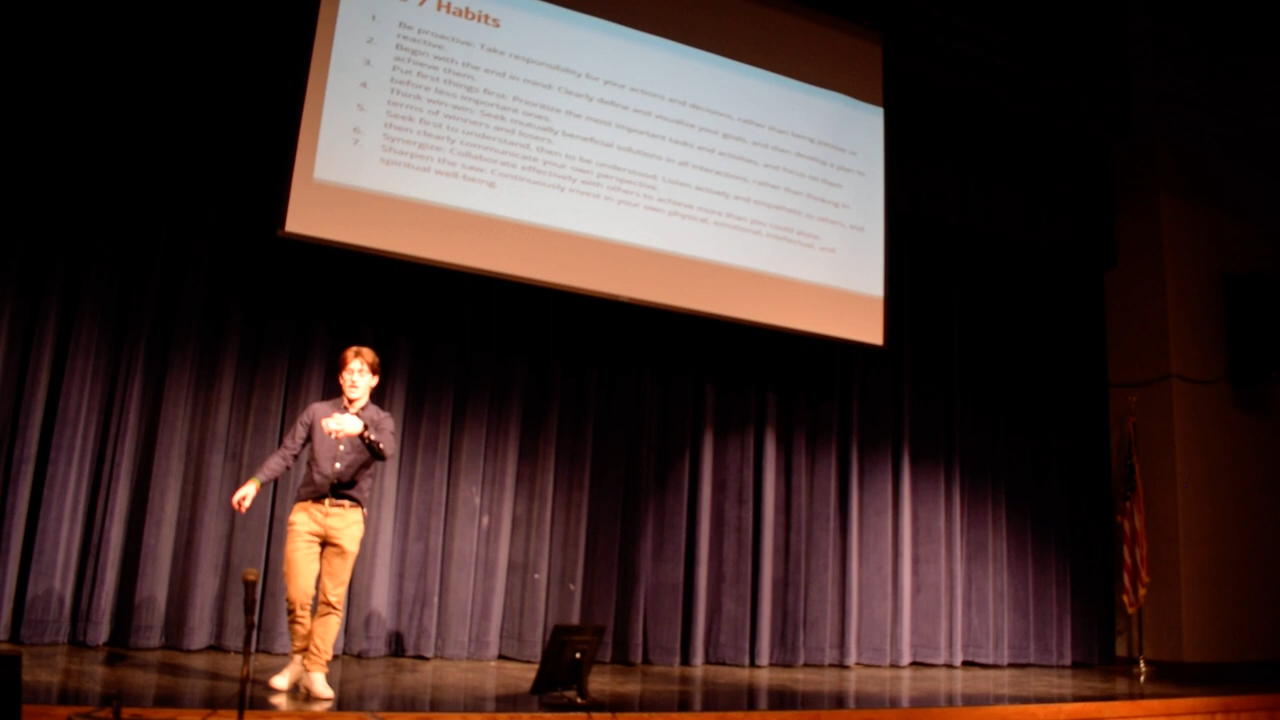 7 Habits
1. Be proactive: Take responsibility for your actions and decisions, rather than being passive or
reactive.
2. Begin with the end in mind: Clearly define and visualize your goals, and then develop a plan to
achieve them.
3. Put first things first: Prioritize the most important tasks and activities, and focus on them
before less important ones.
4. Think win-win: Seek mutually beneficial solutions in all interactions, rather than thinking in
terms of winners and losers.
5. Seek first to understand, then to be understood: Listen actively and empathetic to others, and
then clearly communicate your own perspective.
6. Synergize: Collaborate effectively with others to achieve more than you could alone.
7. Sharpen the saw: Continuously invest in your own physical, emotional, intellectual, and
spiritual well-being.